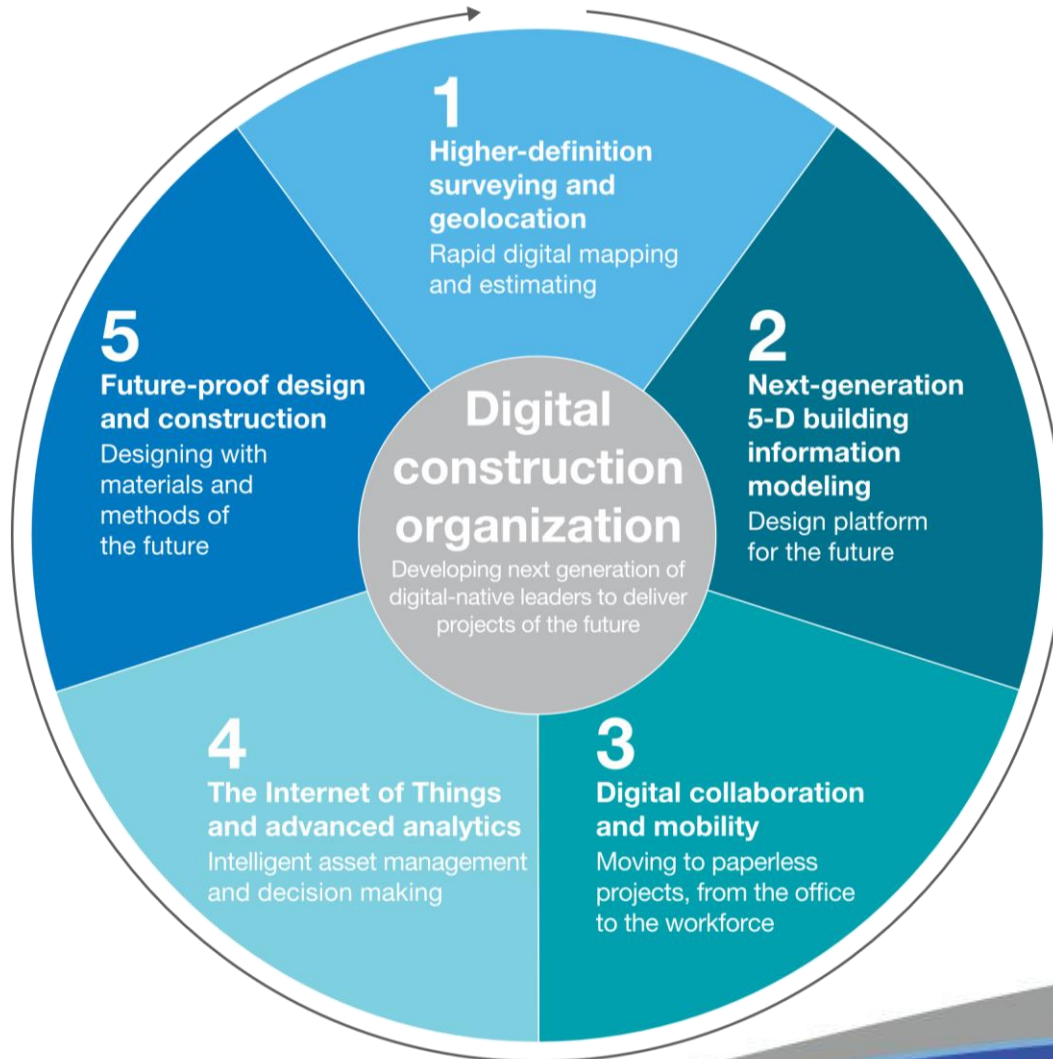 1
Higher-definition
surveying and
geolocation
Rapid digital mapping
and estimating
2
Next-generation
5-D building
information
modeling
Design platform
for the future
3
Digital collaboration
and mobility
Moving to paperless
projects, from the office
to the workforce
4
The Internet of Things
and advanced analytics
Intelligent asset management
and decision making
5
Future-proof design
and construction
Designing with
materials and
methods of
the future
Digital
construction
organization
Developing next generation of
digital-native leaders to deliver
projects of the future